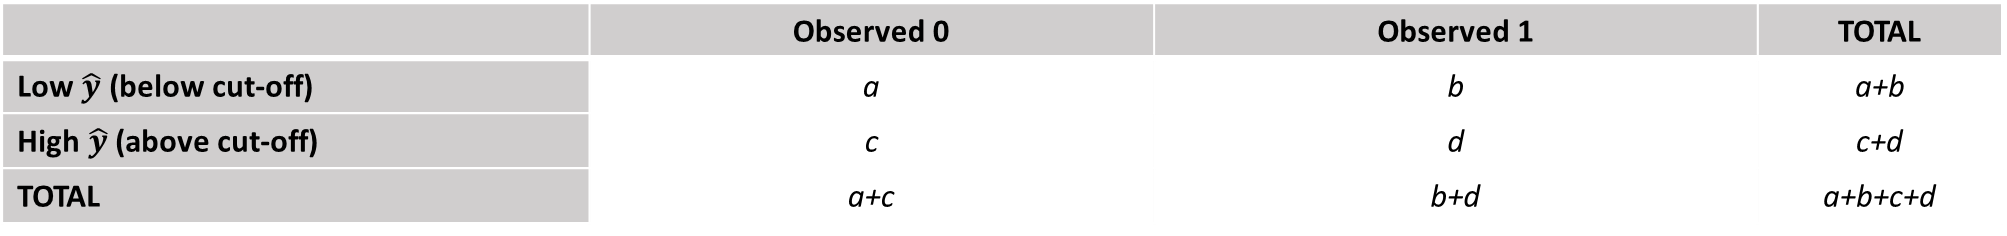 Observed 0 Observed 1 TOTAL
Low ŷ (below cut-off) a b a+b
High ŷ (above cut-off) c d c+d
TOTAL a+c b+d a+b+c+d